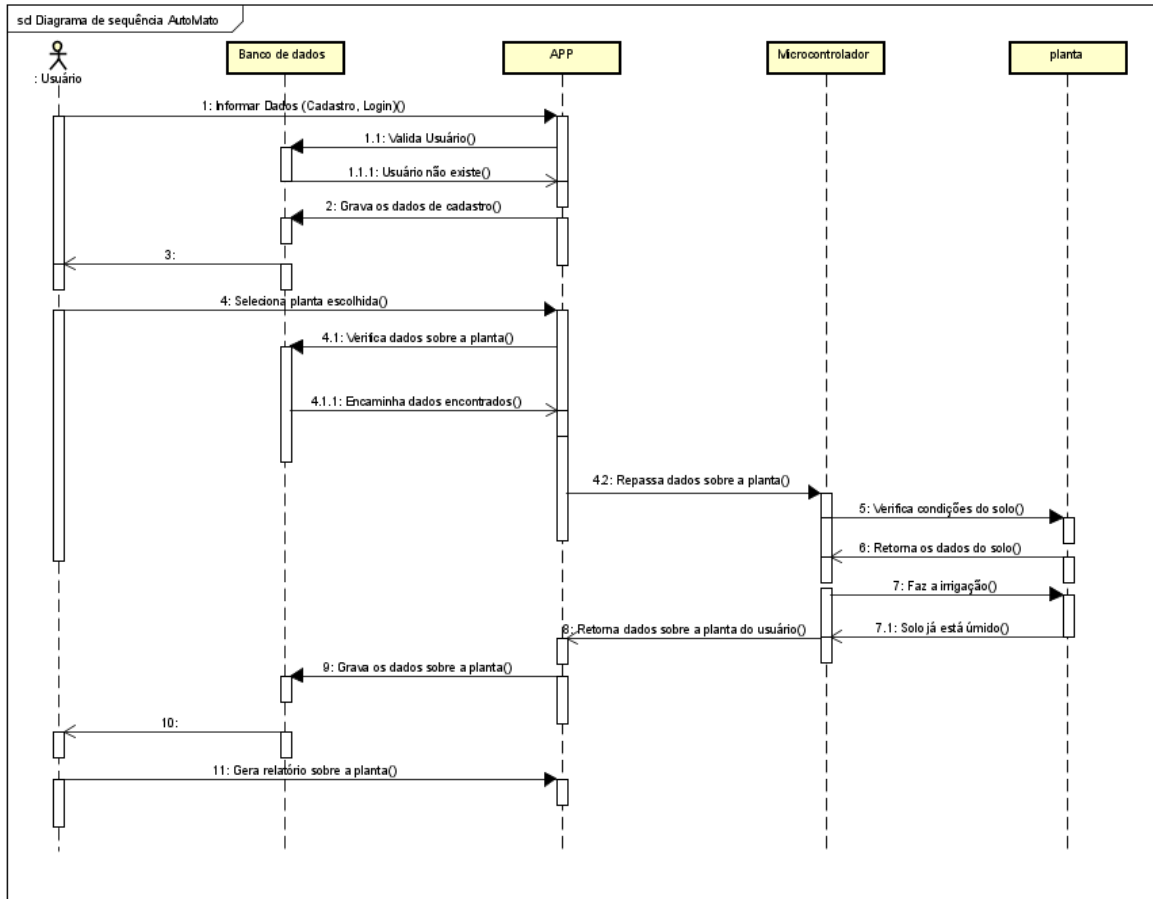 sd Diagrama de sequência AutoMato
: Usuário
Banco de dados
APP
Microcontrolador
planta
1: Informar Dados (Cadastro, Login)()
1.1: Valida Usuário()
1.1.1: Usuário não existe()
2: Grava os dados de cadastro()
3:
4: Seleciona planta escolhida()
4.1: Verifica dados sobre a planta()
4.1.1: Encaminha dados encontrados()
4.2: Repassa dados sobre a planta()
5: Verifica condições do solo()
6: Retorna os dados do solo()
7: Faz a irrigação()
7.1: Solo já está úmido()
8: Retorna dados sobre a planta do usuário()
9: Grava os dados sobre a planta()
10:
11: Gera relatório sobre a planta()